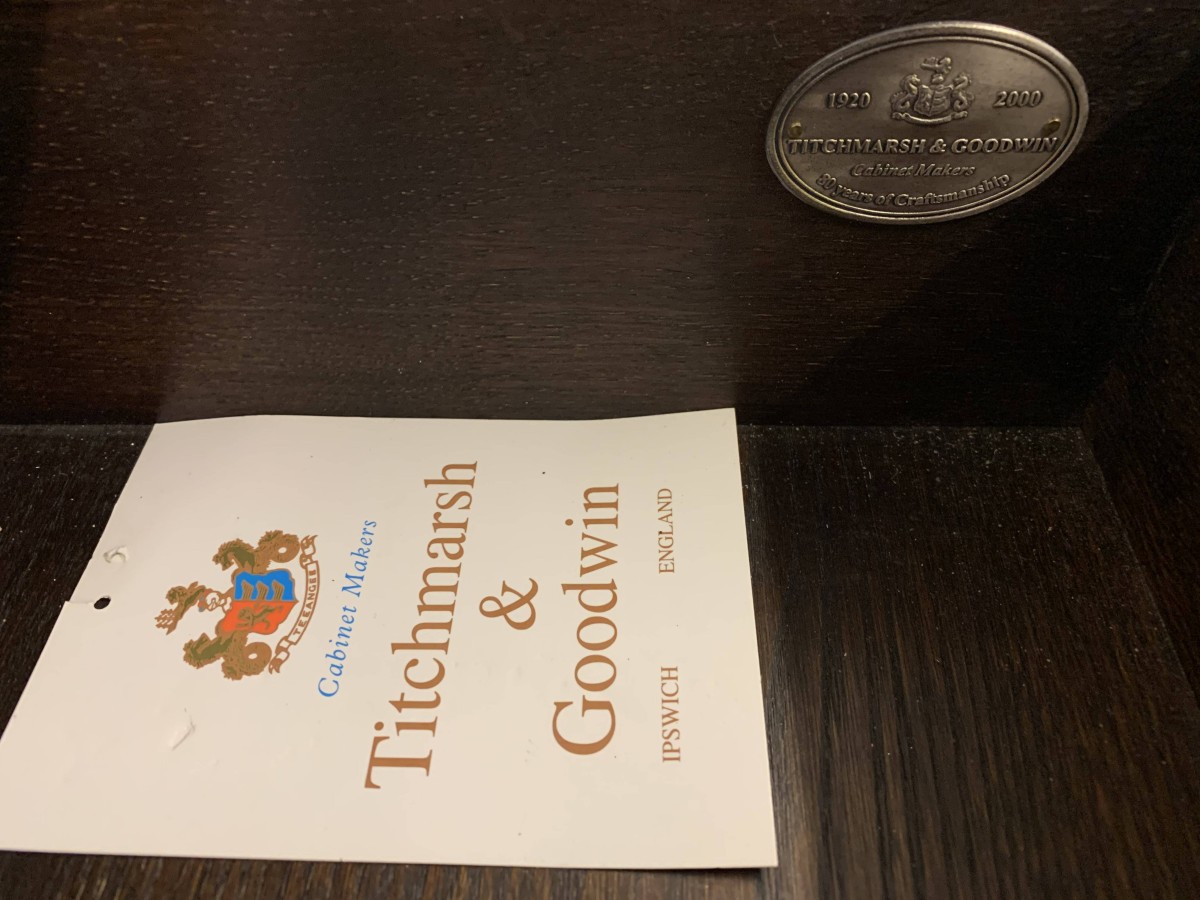 1920 2000
TITCHMARSH & GOODWIN
Cabinet Makers
80 years of Craftsmanship
Cabinet Makers
Titchmarsh
&
Goodwin
IPSWICH ENGLAND